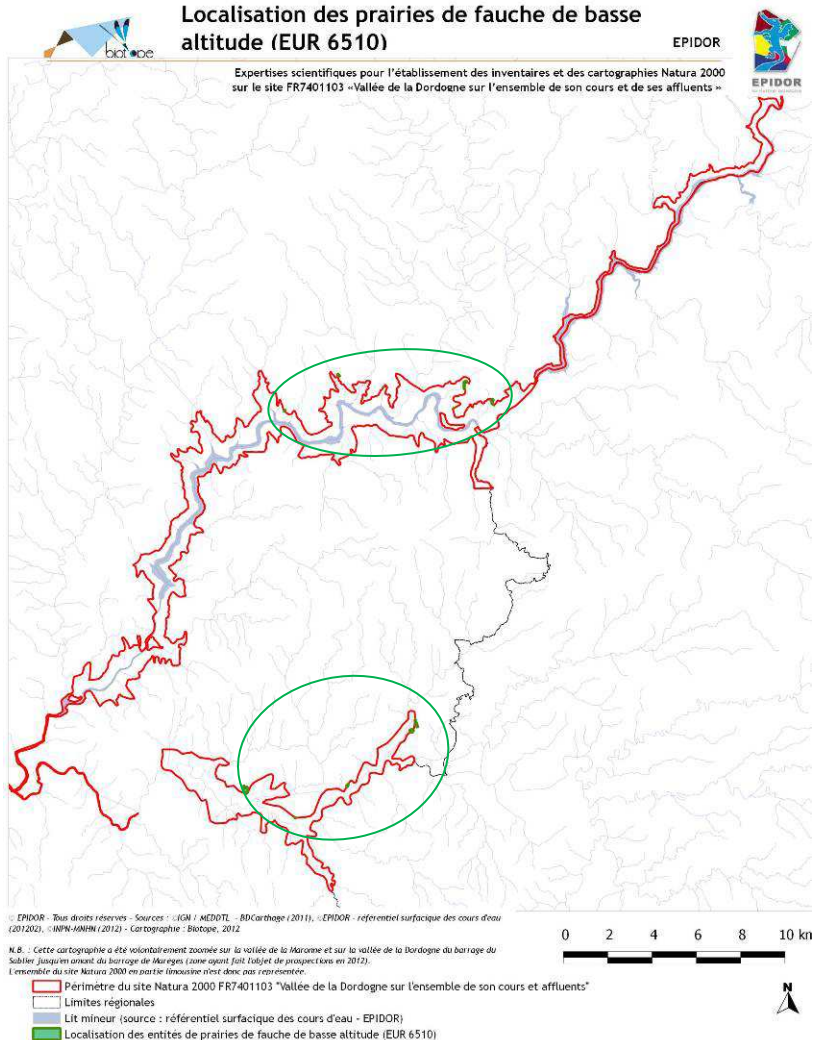 Localisation des prairies de fauche de basse
altitude (EUR 6510)
EPIDOR
biotope
EPIDOR
Expertises scientifiques pour l'établissement des inventaires et des cartographies Natura 2000
sur le site FR7401103 «Vallée de la Dordogne sur l'ensemble de son cours et de ses affluents »
© EPIDOR - Tous droits réservés - Sources : ©IGN / MEDDTL - BDCarthage (2011), ©EPIDOR - référentiel surfacique des cours d'eau
(201202), ©INPN-MNHN (2012) - Cartographie : Biotope, 2012
N.B. : Cette cartographie a été volontairement zoomée sur la vallée de la Maronne et sur la vallée de la Dordogne du barrage du
Sablier jusqu'en amont du barrage de Marèges (zone ayant fait l'objet de prospections en 2012).
L'ensemble du site Natura 2000 en partie limousine n'est donc pas représentée.
0 2 4 6 8 10 km
N
Périmètre du site Natura 2000 FR7401103 "Vallée de la Dordogne sur l'ensemble de son cours et affluents"
Limites régionales
Lit mineur (source : référentiel surfacique des cours d'eau - EPIDOR)
Localisation des entités de prairies de fauche de basse altitude (EUR 6510)